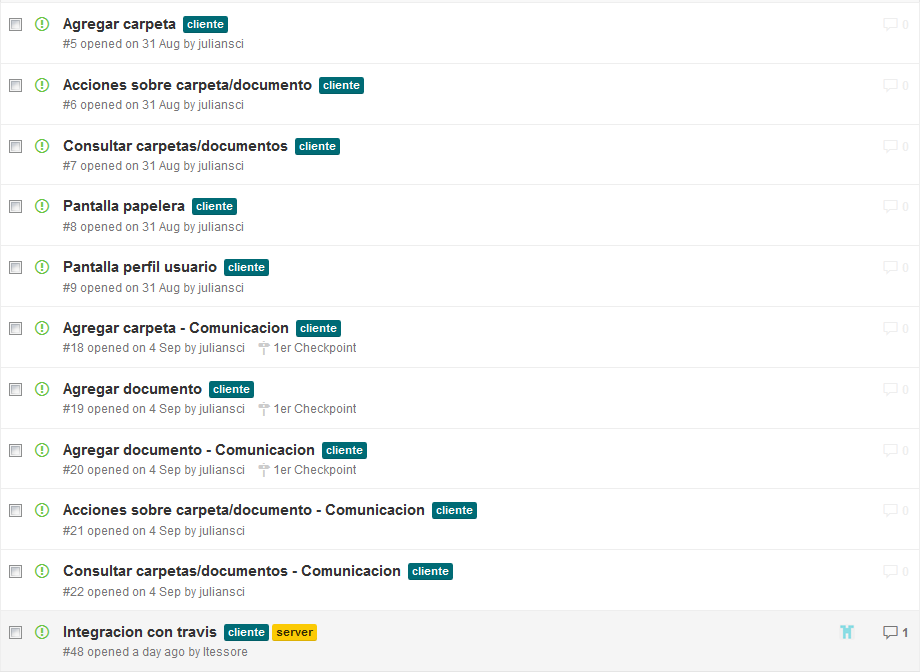 Agregar carpeta cliente 0
#5 opened on 31 Aug by juliansci
Acciones sobre carpeta/documento cliente 0
#6 opened on 31 Aug by juliansci
Consultar carpetas/documentos cliente 0
#7 opened on 31 Aug by juliansci
Pantalla papelera cliente 0
#8 opened on 31 Aug by juliansci
Pantalla perfil usuario cliente 0
#9 opened on 31 Aug by juliansci
Agregar carpeta - Comunicacion cliente 0
#18 opened on 4 Sep by juliansci 1er Checkpoint
Agregar documento cliente 0
#19 opened on 4 Sep by juliansci 1er Checkpoint
Agregar documento - Comunicacion cliente 0
#20 opened on 4 Sep by juliansci 1er Checkpoint
Acciones sobre carpeta/documento - Comunicacion cliente 0
#21 opened on 4 Sep by juliansci
Consultar carpetas/documentos - Comunicacion cliente 0
#22 opened on 4 Sep by juliansci
Integracion con travis cliente server 1
#48 opened a day ago by ltessore